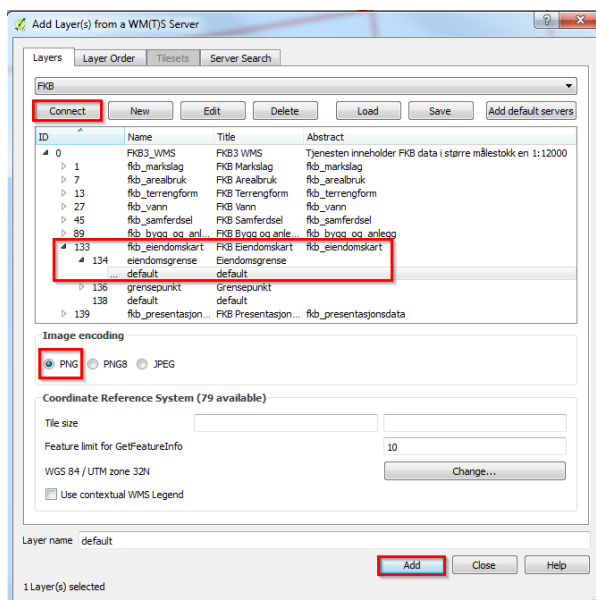 Add Layer(s) from a WM(T)S Server
Layers Layer Order Tilesets Server Search
FKB
Connect New Edit Delete Load Save Add default servers
ID Name Title Abstract
0 FKB3_WMS FKB3 WMS Tjenesten inneholder FKB data i større målestokk enn 1:12000
1 fkb_markslag FKB Markslag fkb_markslag
7 fkb_arealbruk FKB Arealbruk fkb_arealbruk
13 fkb_terrengform FKB Terrengform fkb_terrengform
27 fkb_vann FKB Vann fkb_vann
45 fkb_samferdsel FKB Samferdsel fkb_samferdsel
89 fkb_bygg_og_anl... FKB Bygg og anle... fkb_bygg_og_anlegg
133 fkb_eiendomskart FKB Eiendomskart fkb_eiendomskart
134 eiendomsgrense Eiendomsgrense
... default default
136 grensepunkt Grensepunkt
138 default default
139 fkb_presentasjon... FKB Presentasjon... fkb_presentasjonsdata
Image encoding
PNG PNG8 JPEG
Coordinate Reference System (79 available)
Tile size
Feature limit for GetFeatureInfo 10
WGS 84 / UTM zone 32N Change...
Use contextual WMS Legend
Layer name default
Add Close Help
1 Layer(s) selected